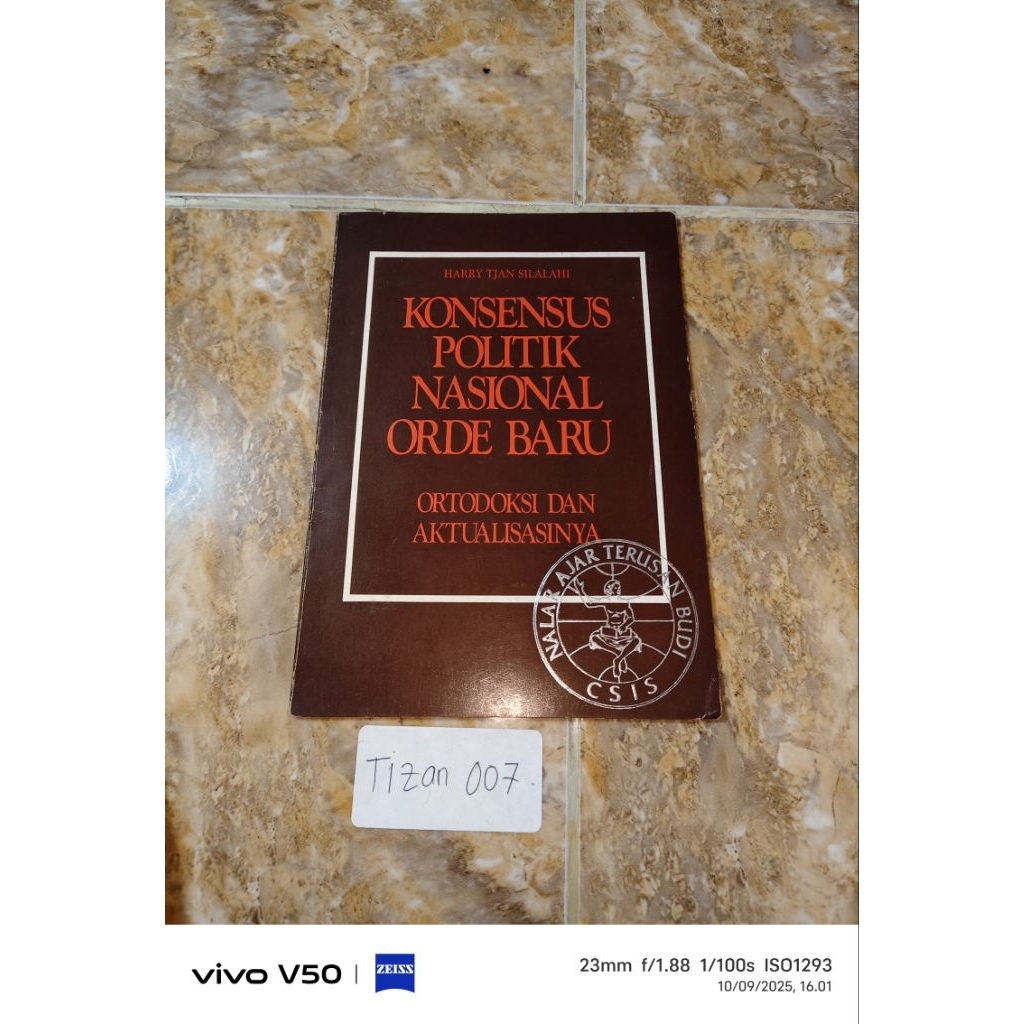 HARRY TJAN SILALAHI
KONSENSUS
POLITIK
NASIONAL
ORDE BARU
ORTODOKSI DAN
AKTUALISASINYA
NALAR AJAR TERUSAN BUDI
CSIS
Tizan 007.
vivo V50 | ZEISS
23mm f/1.88 1/100s ISO1293
10/09/2025, 16.01